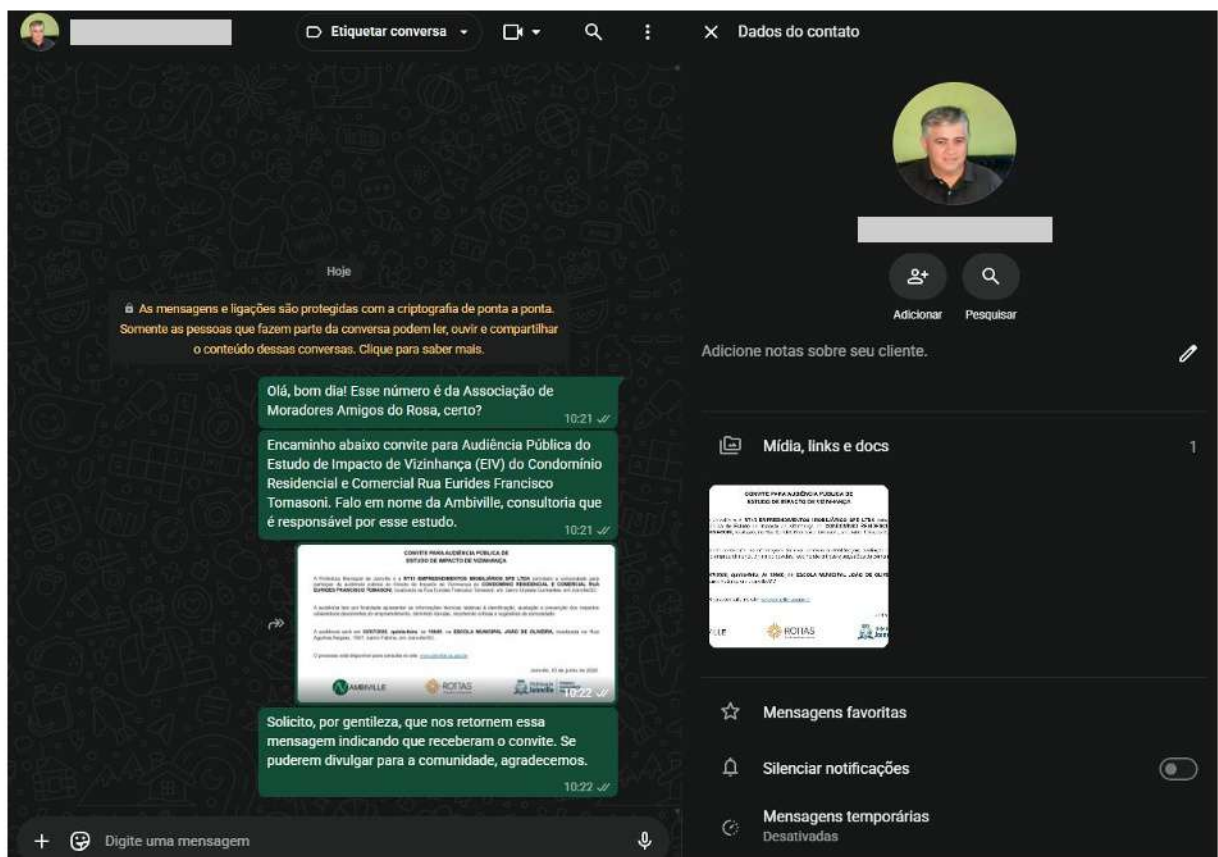 Etiquetar conversa
Hoje
As mensagens e ligações são protegidas com a criptografia de ponta a ponta.
Somente as pessoas que fazem parte da conversa podem ler, ouvir e compartilhar
o conteúdo dessas conversas. Clique para saber mais.
Olá, bom dia! Esse número é da Associação de
Moradores Amigos do Rosa, certo?
10:21
Encaminho abaixo convite para Audiência Pública do
Estudo de Impacto de Vizinhança (EIV) do Condomínio
Residencial e Comercial Rua Eurides Francisco
Tomasoni. Falo em nome da Ambiville, consultoria que
é responsável por esse estudo.
10:21
CONVITE PARA AUDIÊNCIA PÚBLICA DE
ESTUDO DE IMPACTO DE VIZINHANÇA
AMBIVILLE
ROTTAS
Joinville
10:22
Solicito, por gentileza, que nos retornem essa
mensagem indicando que receberam o convite. Se
puderem divulgar para a comunidade, agradecemos.
10:22
Digite uma mensagem
Dados do contato
Adicionar Pesquisar
Adicione notas sobre seu cliente.
Mídia, links e docs 1
CONVITE PARA AUDIÊNCIA PÚBLICA DE
ESTUDO DE IMPACTO DE VIZINHANÇA
ROTTAS
Mensagens favoritas
Silenciar notificações
Mensagens temporárias
Desativadas